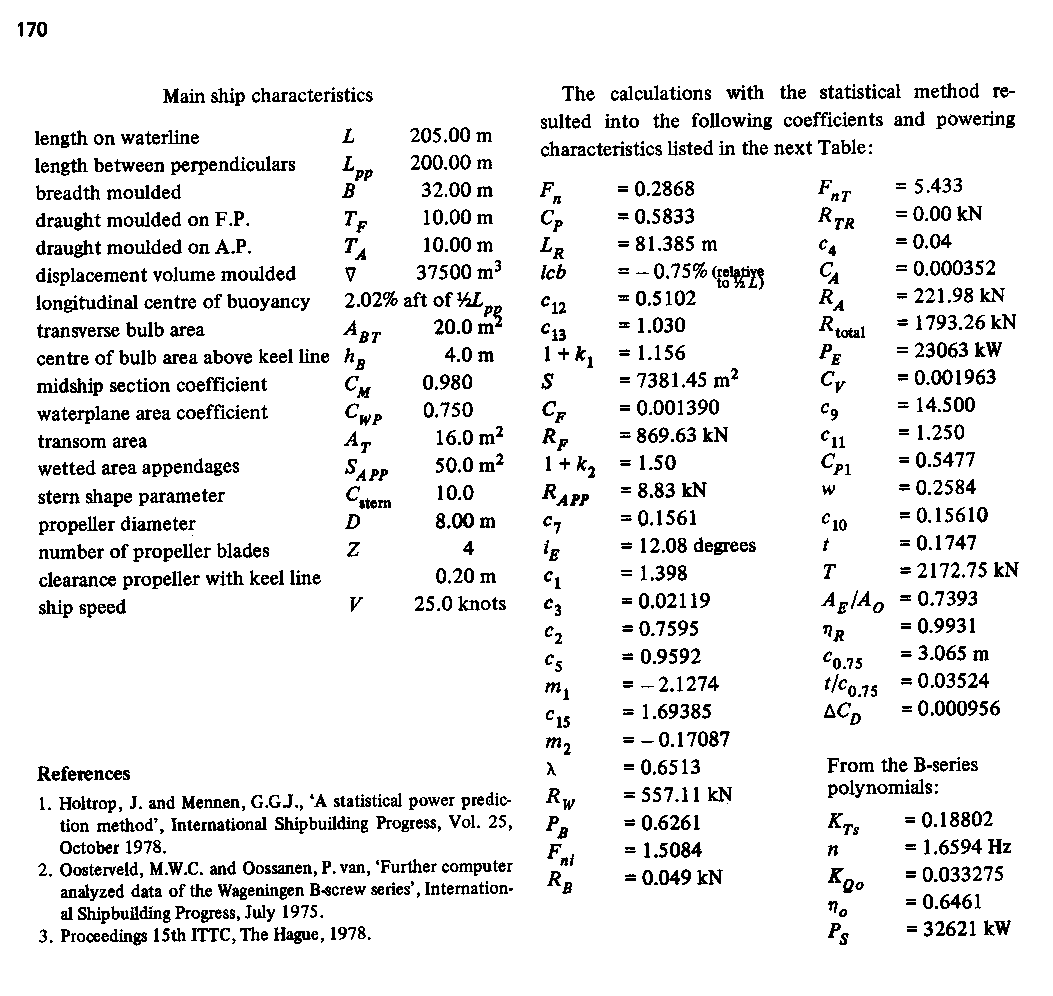 170
Main ship characteristics
length on waterline L 205.00 m
length between perpendiculars Lpp 200.00 m
breadth moulded B 32.00 m
draught moulded on F.P. TF 10.00 m
draught moulded on A.P. TA 10.00 m
displacement volume moulded ∇ 37500 m³
longitudinal centre of buoyancy 2.02% aft of ½Lpp
transverse bulb area ABT 20.0 m²
centre of bulb area above keel line hB 4.0 m
midship section coefficient CM 0.980
waterplane area coefficient CWP 0.750
transom area AT 16.0 m²
wetted area appendages SAPP 50.0 m²
stern shape parameter Cstern 10.0
propeller diameter D 8.00 m
number of propeller blades Z 4
clearance propeller with keel line 0.20 m
ship speed V 25.0 knots
References
1. Holtrop, J. and Mennen, G.G.J., ‘A statistical power predic-
tion method’, International Shipbuilding Progress, Vol. 25,
October 1978.
2. Oosterveld, M.W.C. and Oossanen, P. van, ‘Further computer
analyzed data of the Wageningen B-screw series’, Internation-
al Shipbuilding Progress, July 1975.
3. Proceedings 15th ITTC, The Hague, 1978.
The calculations with the statistical method re-
sulted into the following coefficients and powering
characteristics listed in the next Table:
Fn = 0.2868
CP = 0.5833
LR = 81.385 m
lcb = −0.75% (relative to ½ L)
c12 = 0.5102
c13 = 1.030
1 + k1 = 1.156
S = 7381.45 m²
CF = 0.001390
RF = 869.63 kN
1 + k2 = 1.50
RAPP = 8.83 kN
c7 = 0.1561
iE = 12.08 degrees
c1 = 1.398
c3 = 0.02119
c2 = 0.7595
c5 = 0.9592
m1 = −2.1274
c15 = 1.69385
m2 = −0.17087
λ = 0.6513
RW = 557.11 kN
PB = 0.6261
Fni = 1.5084
RB = 0.049 kN
FnT = 5.433
RTR = 0.00 kN
c4 = 0.04
CA = 0.000352
RA = 221.98 kN
Rtotal = 1793.26 kN
PE = 23063 kW
CV = 0.001963
c9 = 14.500
c11 = 1.250
CP1 = 0.5477
w = 0.2584
c10 = 0.15610
t = 0.1747
T = 2172.75 kN
AE/AO = 0.7393
ηR = 0.9931
c0.75 = 3.065 m
t/c0.75 = 0.03524
ΔCD = 0.000956
From the B-series
polynomials:
KTs = 0.18802
n = 1.6594 Hz
KQo = 0.033275
ηo = 0.6461
PS = 32621 kW